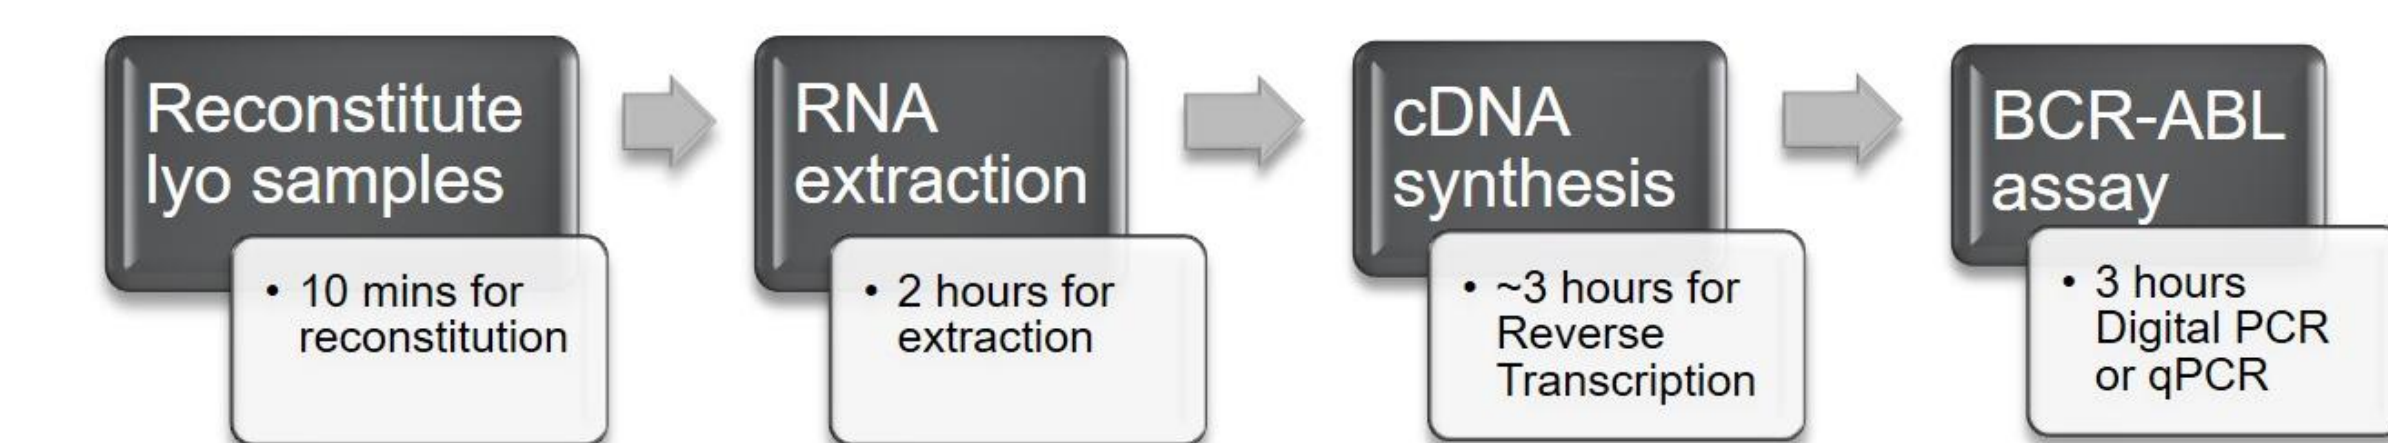 Reconstitute
lyo samples
• 10 mins for
reconstitution
RNA
extraction
• 2 hours for
extraction
cDNA
synthesis
• ~3 hours for
Reverse
Transcription
BCR-ABL
assay
• 3 hours
Digital PCR
or qPCR